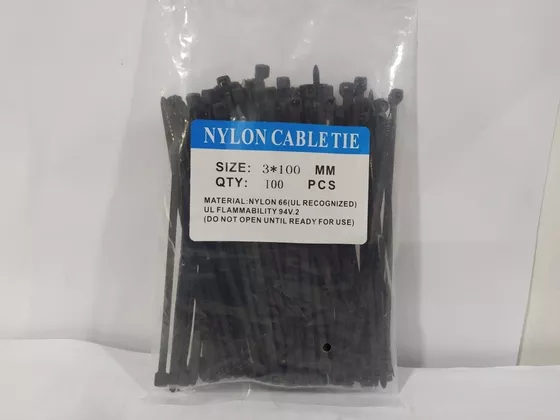 NYLON CABLE TIE
SIZE: 3*100 MM
QTY: 100 PCS
MATERIAL:NYLON 66(UL RECOGNIZED)
UL FLAMMABILITY 94V.2
(DO NOT OPEN UNTIL READY FOR USE)